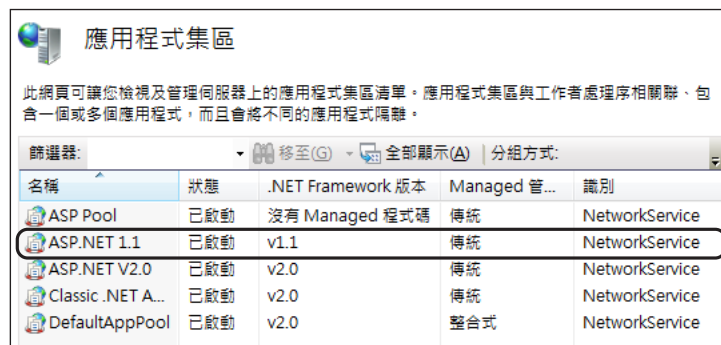 應用程式集區
此網頁可讓您檢視及管理伺服器上的應用程式集區清單。應用程式集區與工作者處理序相關聯、包
含一個或多個應用程式，而且會將不同的應用程式隔離。
篩選器: 移至(G) 全部顯示(A) 分組方式:
名稱 狀態 .NET Framework 版本 Managed 管... 識別
ASP Pool 已啟動 沒有 Managed 程式碼 傳統 NetworkService
ASP.NET 1.1 已啟動 v1.1 傳統 NetworkService
ASP.NET V2.0 已啟動 v2.0 傳統 NetworkService
Classic .NET A... 已啟動 v2.0 傳統 NetworkService
DefaultAppPool 已啟動 v2.0 整合式 NetworkService